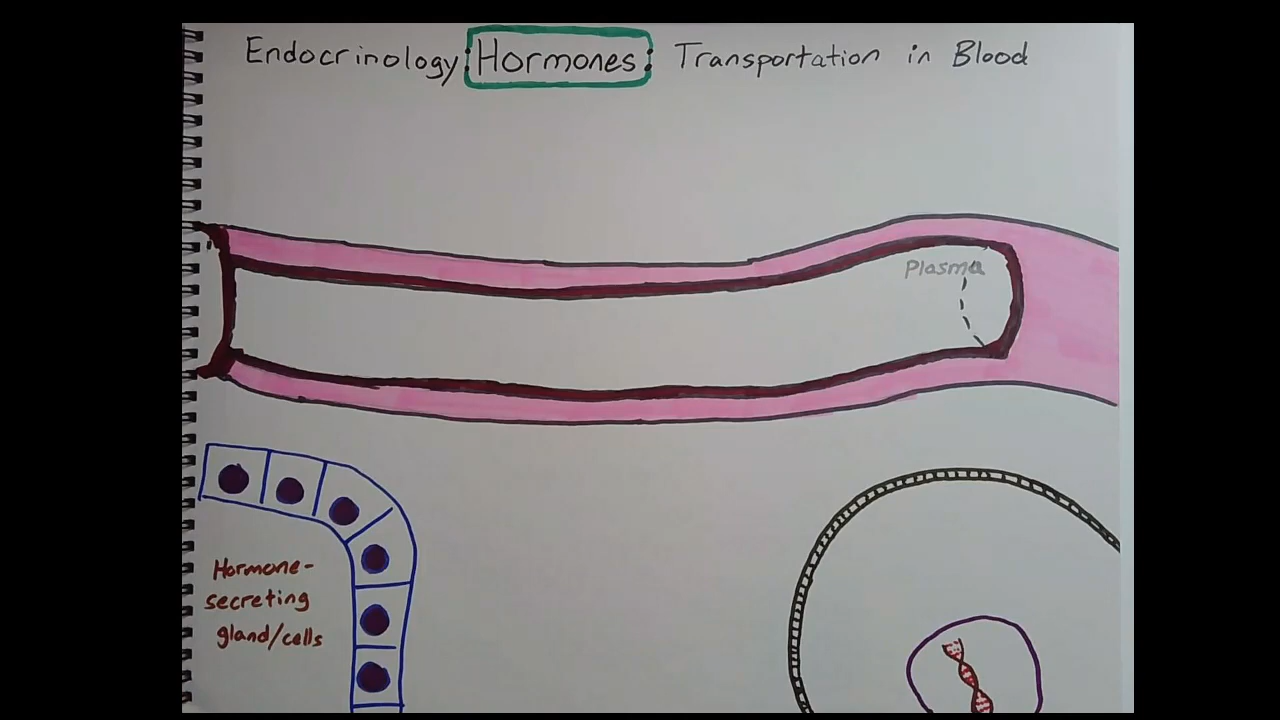 Endocrinology: Hormones: Transportation in Blood
Plasma
Hormone-
secreting
gland/cells